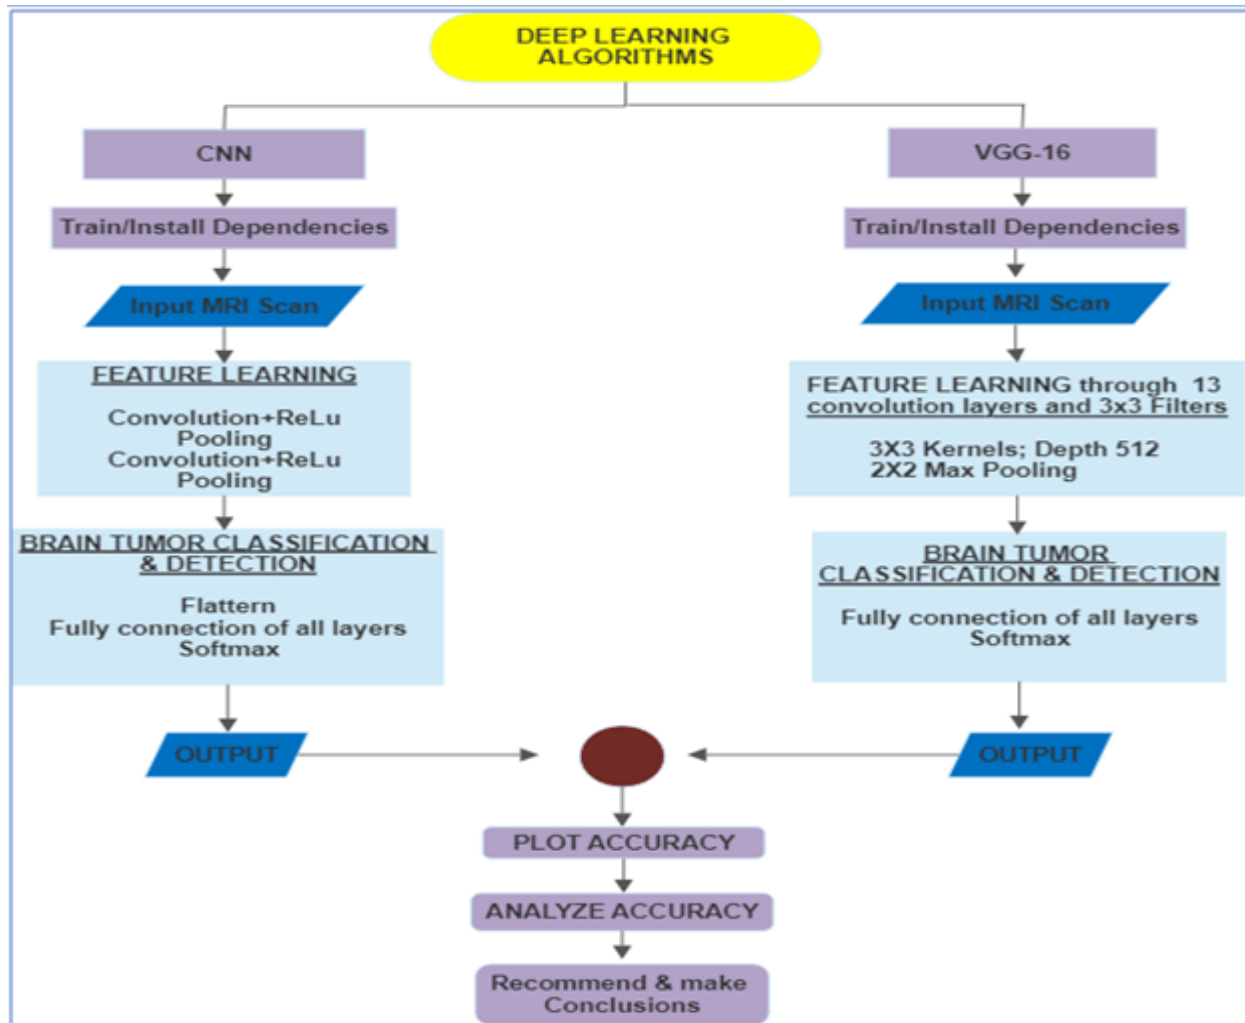 DEEP LEARNING
ALGORITHMS
CNN
Train/Install Dependencies
Input MRI Scan
FEATURE LEARNING
Convolution+ReLu
Pooling
Convolution+ReLu
Pooling
BRAIN TUMOR CLASSIFICATION
& DETECTION
Flattern
Fully connection of all layers
Softmax
OUTPUT
VGG-16
Train/Install Dependencies
Input MRI Scan
FEATURE LEARNING through 13
convolution layers and 3x3 Filters
3X3 Kernels; Depth 512
2X2 Max Pooling
BRAIN TUMOR
CLASSIFICATION & DETECTION
Fully connection of all layers
Softmax
OUTPUT
PLOT ACCURACY
ANALYZE ACCURACY
Recommend & make
Conclusions